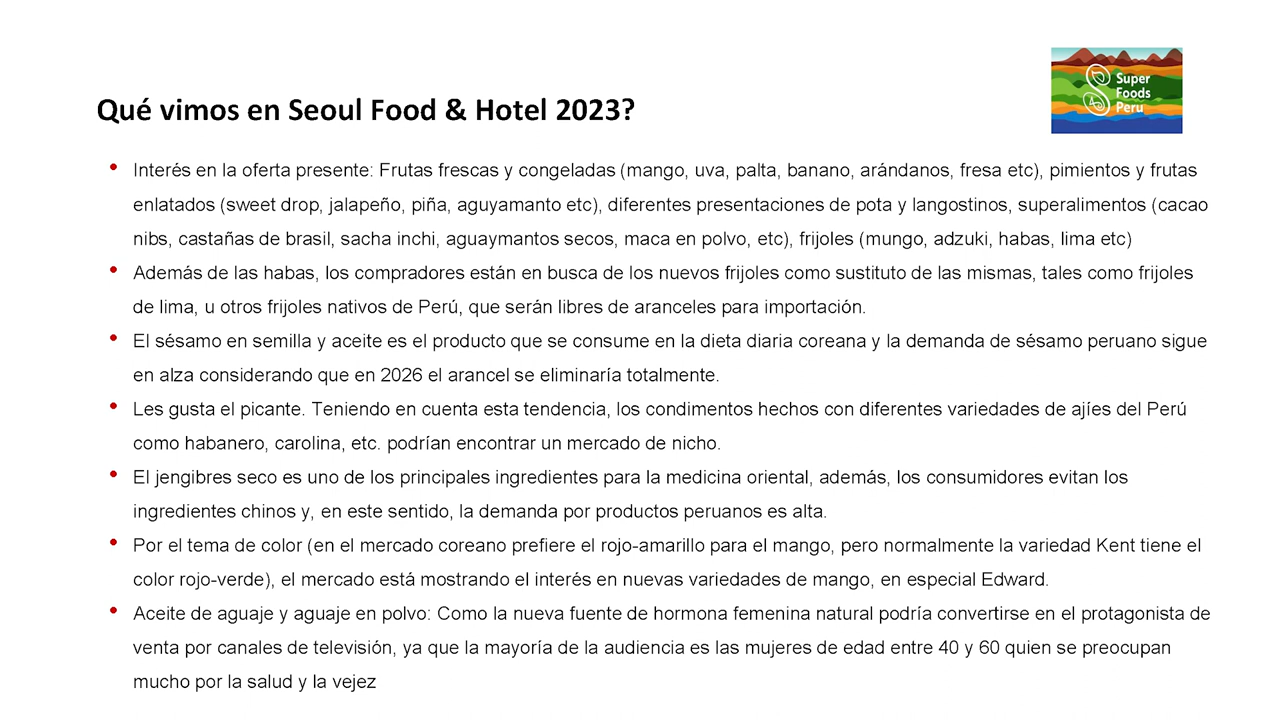 Super
Foods
Peru
Qué vimos en Seoul Food & Hotel 2023?
• Interés en la oferta presente: Frutas frescas y congeladas (mango, uva, palta, banano, arándanos, fresa etc), pimientos y frutas
enlatados (sweet drop, jalapeño, piña, aguyamanto etc), diferentes presentaciones de pota y langostinos, superalimentos (cacao
nibs, castañas de brasil, sacha inchi, aguaymantos secos, maca en polvo, etc), frijoles (mungo, adzuki, habas, lima etc)
• Además de las habas, los compradores están en busca de los nuevos frijoles como sustituto de las mismas, tales como frijoles
de lima, u otros frijoles nativos de Perú, que serán libres de aranceles para importación.
• El sésamo en semilla y aceite es el producto que se consume en la dieta diaria coreana y la demanda de sésamo peruano sigue
en alza considerando que en 2026 el arancel se eliminaría totalmente.
• Les gusta el picante. Teniendo en cuenta esta tendencia, los condimentos hechos con diferentes variedades de ajíes del Perú
como habanero, carolina, etc. podrían encontrar un mercado de nicho.
• El jengibres seco es uno de los principales ingredientes para la medicina oriental, además, los consumidores evitan los
ingredientes chinos y, en este sentido, la demanda por productos peruanos es alta.
• Por el tema de color (en el mercado coreano prefiere el rojo-amarillo para el mango, pero normalmente la variedad Kent tiene el
color rojo-verde), el mercado está mostrando el interés en nuevas variedades de mango, en especial Edward.
• Aceite de aguaje y aguaje en polvo: Como la nueva fuente de hormona femenina natural podría convertirse en el protagonista de
venta por canales de televisión, ya que la mayoría de la audiencia es las mujeres de edad entre 40 y 60 quien se preocupan
mucho por la salud y la vejez